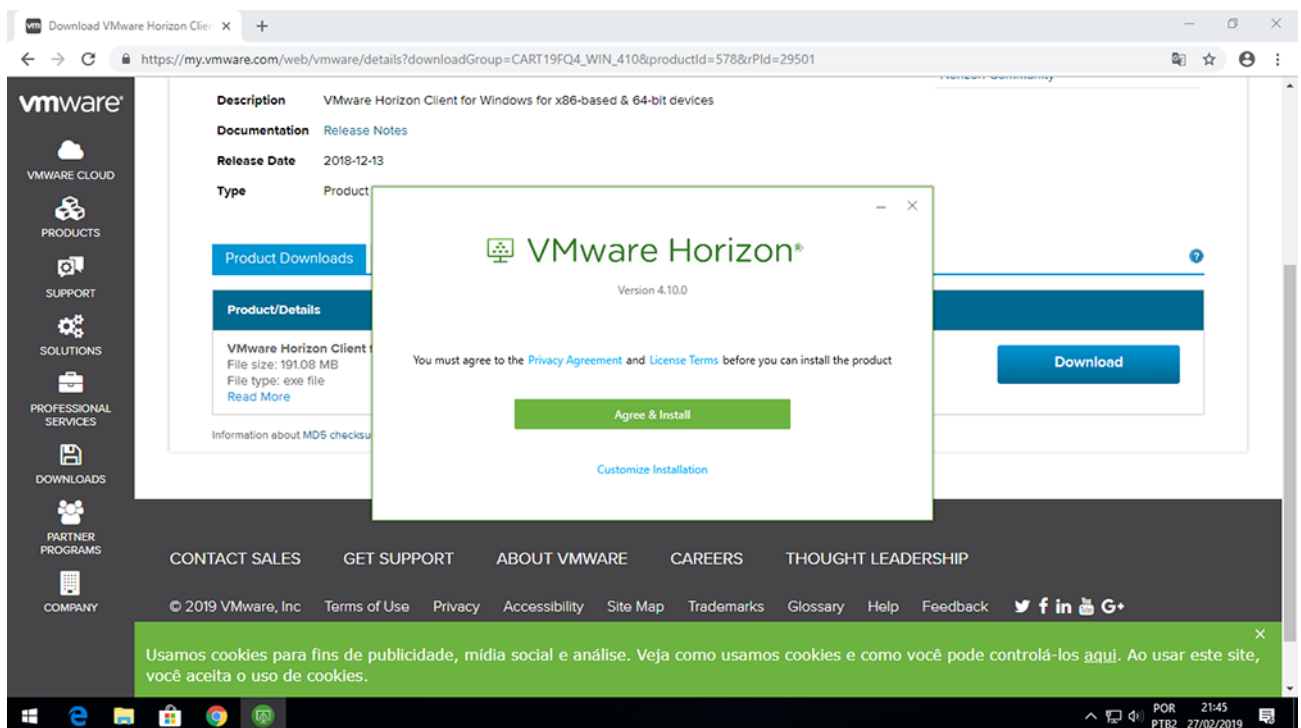 Download VMware Horizon Clien
https://my.vmware.com/web/vmware/details?downloadGroup=CART19FQ4_WIN_410&productId=578&rPId=29501
vmware®
VMWARE CLOUD
PRODUCTS
SUPPORT
SOLUTIONS
PROFESSIONAL
SERVICES
DOWNLOADS
PARTNER
PROGRAMS
COMPANY
Horizon Community
Description VMware Horizon Client for Windows for x86-based & 64-bit devices
Documentation Release Notes
Release Date 2018-12-13
Type Product
Product Downloads
Product/Details
VMware Horizon Client f
File size: 191.08 MB
File type: exe file
Read More
Download
Information about MD5 checksu
VMware Horizon®
Version 4.10.0
You must agree to the Privacy Agreement and License Terms before you can install the product
Agree & Install
Customize Installation
CONTACT SALES GET SUPPORT ABOUT VMWARE CAREERS THOUGHT LEADERSHIP
© 2019 VMware, Inc Terms of Use Privacy Accessibility Site Map Trademarks Glossary Help Feedback
Usamos cookies para fins de publicidade, mídia social e análise. Veja como usamos cookies e como você pode controlá-los aqui. Ao usar este site,
você aceita o uso de cookies.
POR 21:45
PTB2 27/02/2019